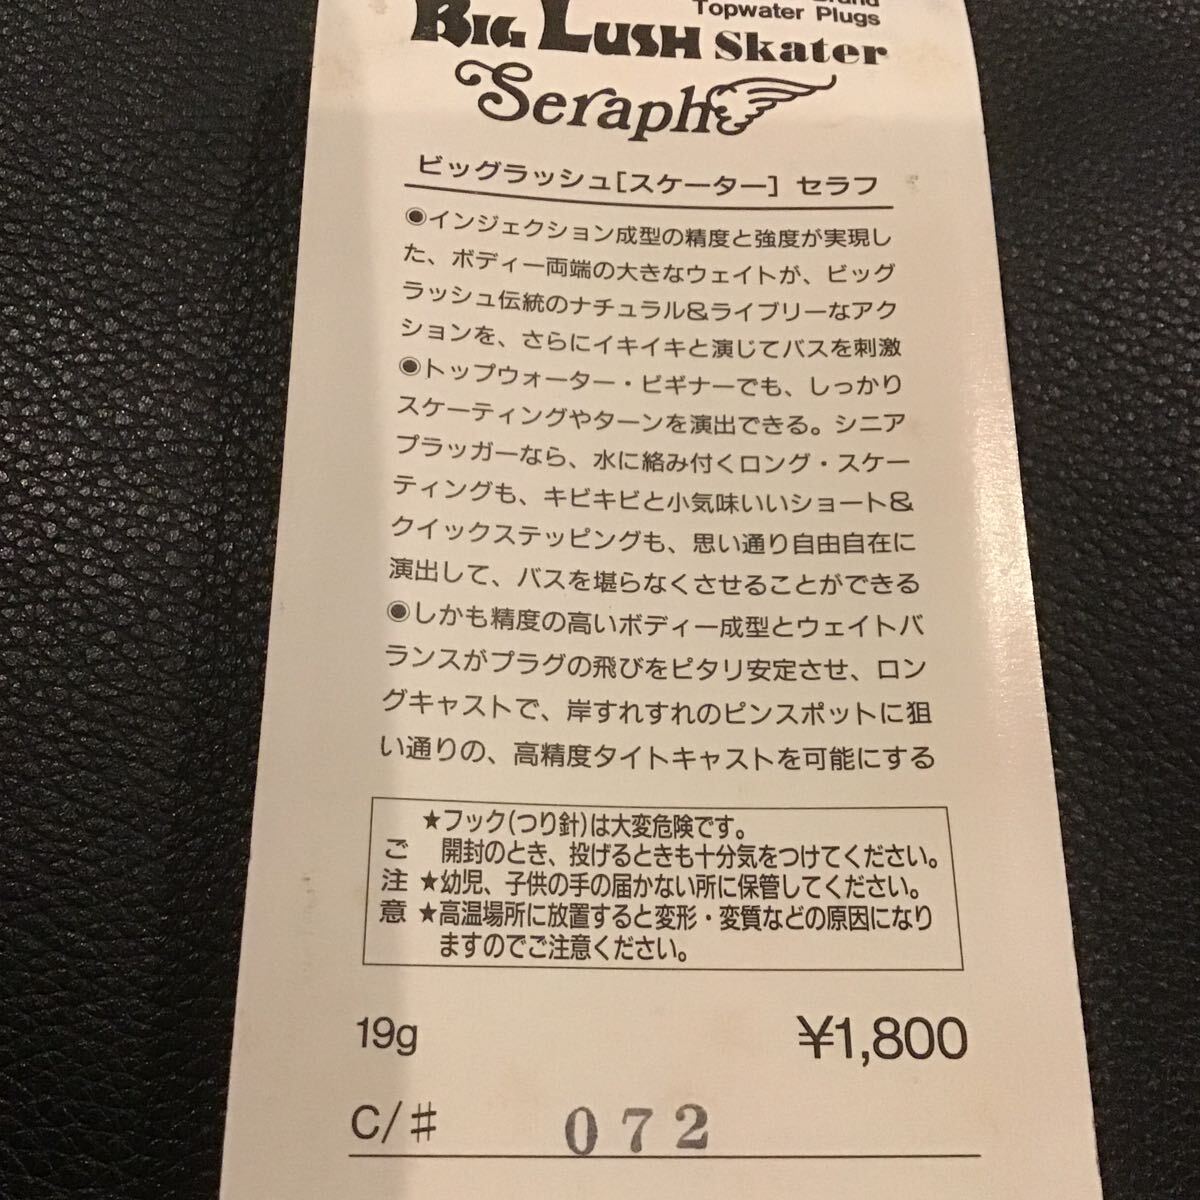 Topwater Plugs
BIG LUSH Skater
Seraph
ビッグラッシュ[スケーター] セラフ
◉インジェクション成型の精度と強度が実現し
た、ボディー両端の大きなウェイトが、ビッグ
ラッシュ伝統のナチュラル&ライブリーなアク
ションを、さらにイキイキと演じてバスを刺激
◉トップウォーター・ビギナーでも、しっかり
スケーティングやターンを演出できる。シニア
プラッガーなら、水に絡み付くロング・スケー
ティングも、キビキビと小気味いいショート&
クイックステッピングも、思い通り自由自在に
演出して、バスを堪らなくさせることができる
◉しかも精度の高いボディー成型とウェイトバ
ランスがプラグの飛びをピタリ安定させ、ロン
グキャストで、岸すれすれのピンスポットに狙
い通りの、高精度タイトキャストを可能にする
ご注意
★フック(つり針)は大変危険です。
開封のとき、投げるときも十分気をつけてください。
★幼児、子供の手の届かない所に保管してください。
★高温場所に放置すると変形・変質などの原因になり
ますのでご注意ください。
19g ¥1,800
C/# 072